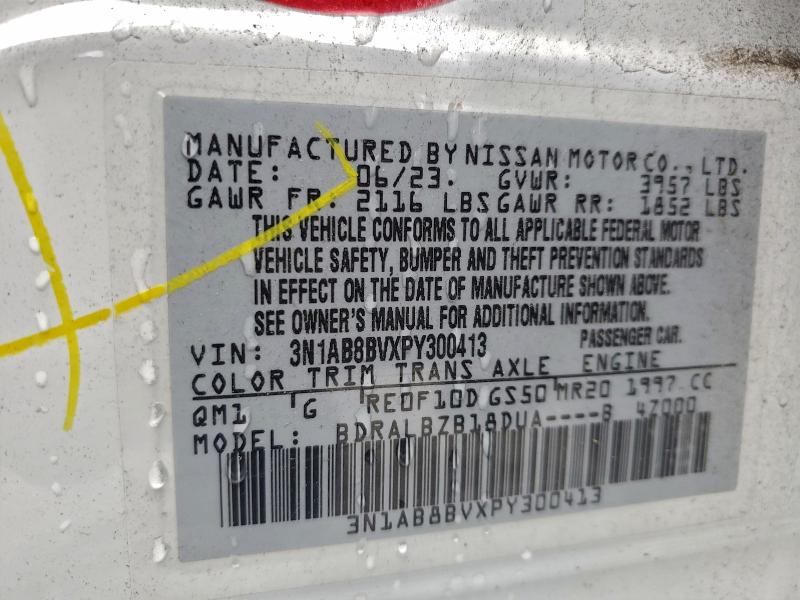 MANUFACTURED BY NISSAN MOTOR CO., LTD.
DATE: 06/23. GVWR: 3957 LBS
GAWR FR: 2116 LBS GAWR RR: 1852 LBS
THIS VEHICLE CONFORMS TO ALL APPLICABLE FEDERAL MOTOR
VEHICLE SAFETY, BUMPER AND THEFT PREVENTION STANDARDS
IN EFFECT ON THE DATE OF MANUFACTURE SHOWN ABOVE.
SEE OWNER'S MANUAL FOR ADDITIONAL INFORMATION.
VIN: 3N1AB8BVXPY300413 PASSENGER CAR.
COLOR TRIM TRANS AXLE ENGINE
QM1 G RE0F10D GS50 MR20 1997 CC
MODEL: BDRALBZB18DUA----B 47000
3N1AB8BVXPY300413